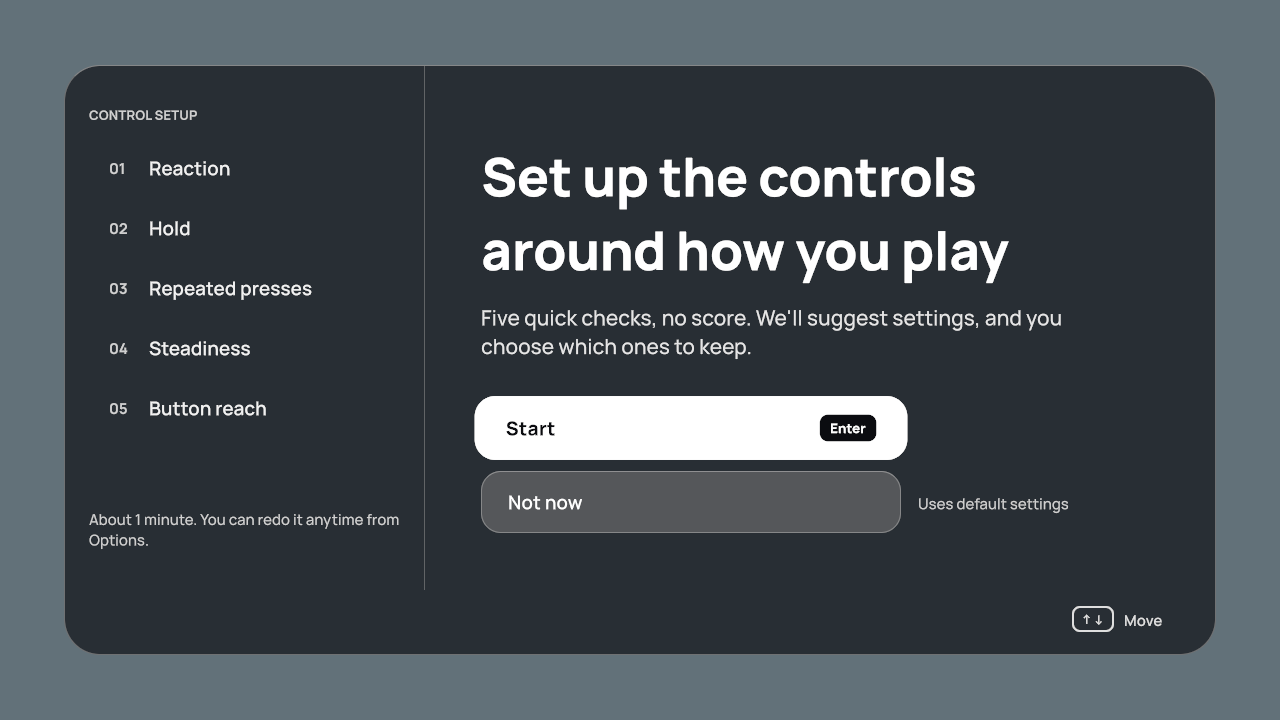 CONTROL SETUP
01 Reaction
02 Hold
03 Repeated presses
04 Steadiness
05 Button reach
About 1 minute. You can redo it anytime from
Options.
Set up the controls
around how you play
Five quick checks, no score. We'll suggest settings, and you
choose which ones to keep.
Start Enter
Not now
Uses default settings
↑↓ Move